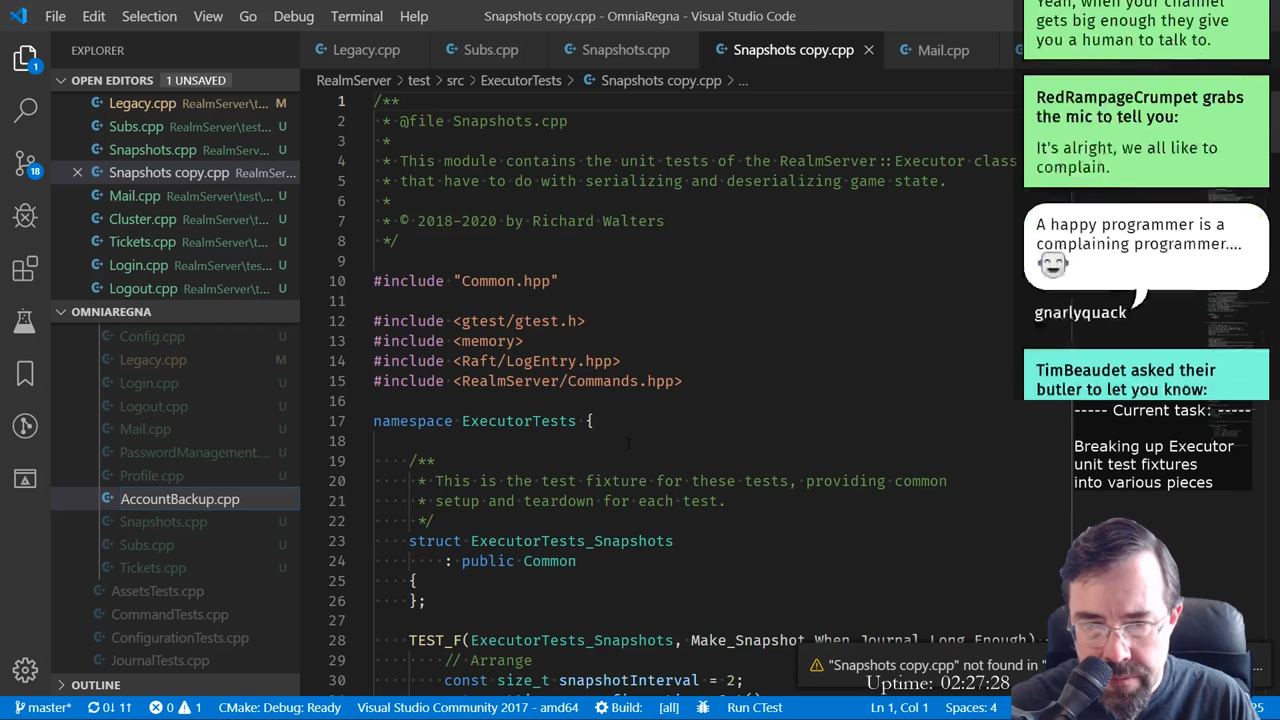 File Edit Selection View Go Debug Terminal Help
Snapshots copy.cpp - OmniaRegna - Visual Studio Code
EXPLORER
Legacy.cpp Subs.cpp Snapshots.cpp Snapshots copy.cpp Mail.cpp
OPEN EDITORS 1 UNSAVED
RealmServer › test › src › ExecutorTests › Snapshots copy.cpp › ...
Legacy.cpp RealmServer\t... M
Subs.cpp RealmServer\test... U
Snapshots.cpp RealmServ... U
Snapshots copy.cpp RealmSer...
Mail.cpp RealmServer\test\... U
Cluster.cpp RealmServer\t... U
Tickets.cpp RealmServer\t... U
Login.cpp RealmServer\tes... U
Logout.cpp RealmServer\t... U
OMNIAREGNA
Config.cpp U
Legacy.cpp M
Login.cpp U
Logout.cpp U
Mail.cpp U
PasswordManagement.... U
Profile.cpp U
AccountBackup.cpp
Snapshots.cpp U
Subs.cpp U
Tickets.cpp U
AssetsTests.cpp
CommandTests.cpp
ConfigurationTests.cpp
JournalTests.cpp
OUTLINE
1
18
1 /**
2 * @file Snapshots.cpp
3 *
4 * This module contains the unit tests of the RealmServer::Executor class
5 * that have to do with serializing and deserializing game state.
6 *
7 * © 2018-2020 by Richard Walters
8 */
9
10 #include "Common.hpp"
11
12 #include <gtest/gtest.h>
13 #include <memory>
14 #include <Raft/LogEntry.hpp>
15 #include <RealmServer/Commands.hpp>
16
17 namespace ExecutorTests {
18
19 /**
20 * This is the test fixture for these tests, providing common
21 * setup and teardown for each test.
22 */
23 struct ExecutorTests_Snapshots
24 : public Common
25 {
26 };
27
28 TEST_F(ExecutorTests_Snapshots, Make_Snapshot_When_Journal_Long_Enough)
29 // Arrange
30 const size_t snapshotInterval = 2;
Yeah, when your channel
gets big enough they give
you a human to talk to.
RedRampageCrumpet grabs
the mic to tell you:
It's alright, we all like to
complain.
A happy programmer is a
complaining programmer....
gnarlyquack
TimBeaudet asked their
butler to let you know:
----- Current task: -----
Breaking up Executor
unit test fixtures
into various pieces
"Snapshots copy.cpp" not found in "
Uptime: 02:27:28
master* 0↓ 1↑ 0 1 CMake: Debug: Ready Visual Studio Community 2017 - amd64 Build: [all] Run CTest Ln 1, Col 1 Spaces: 4